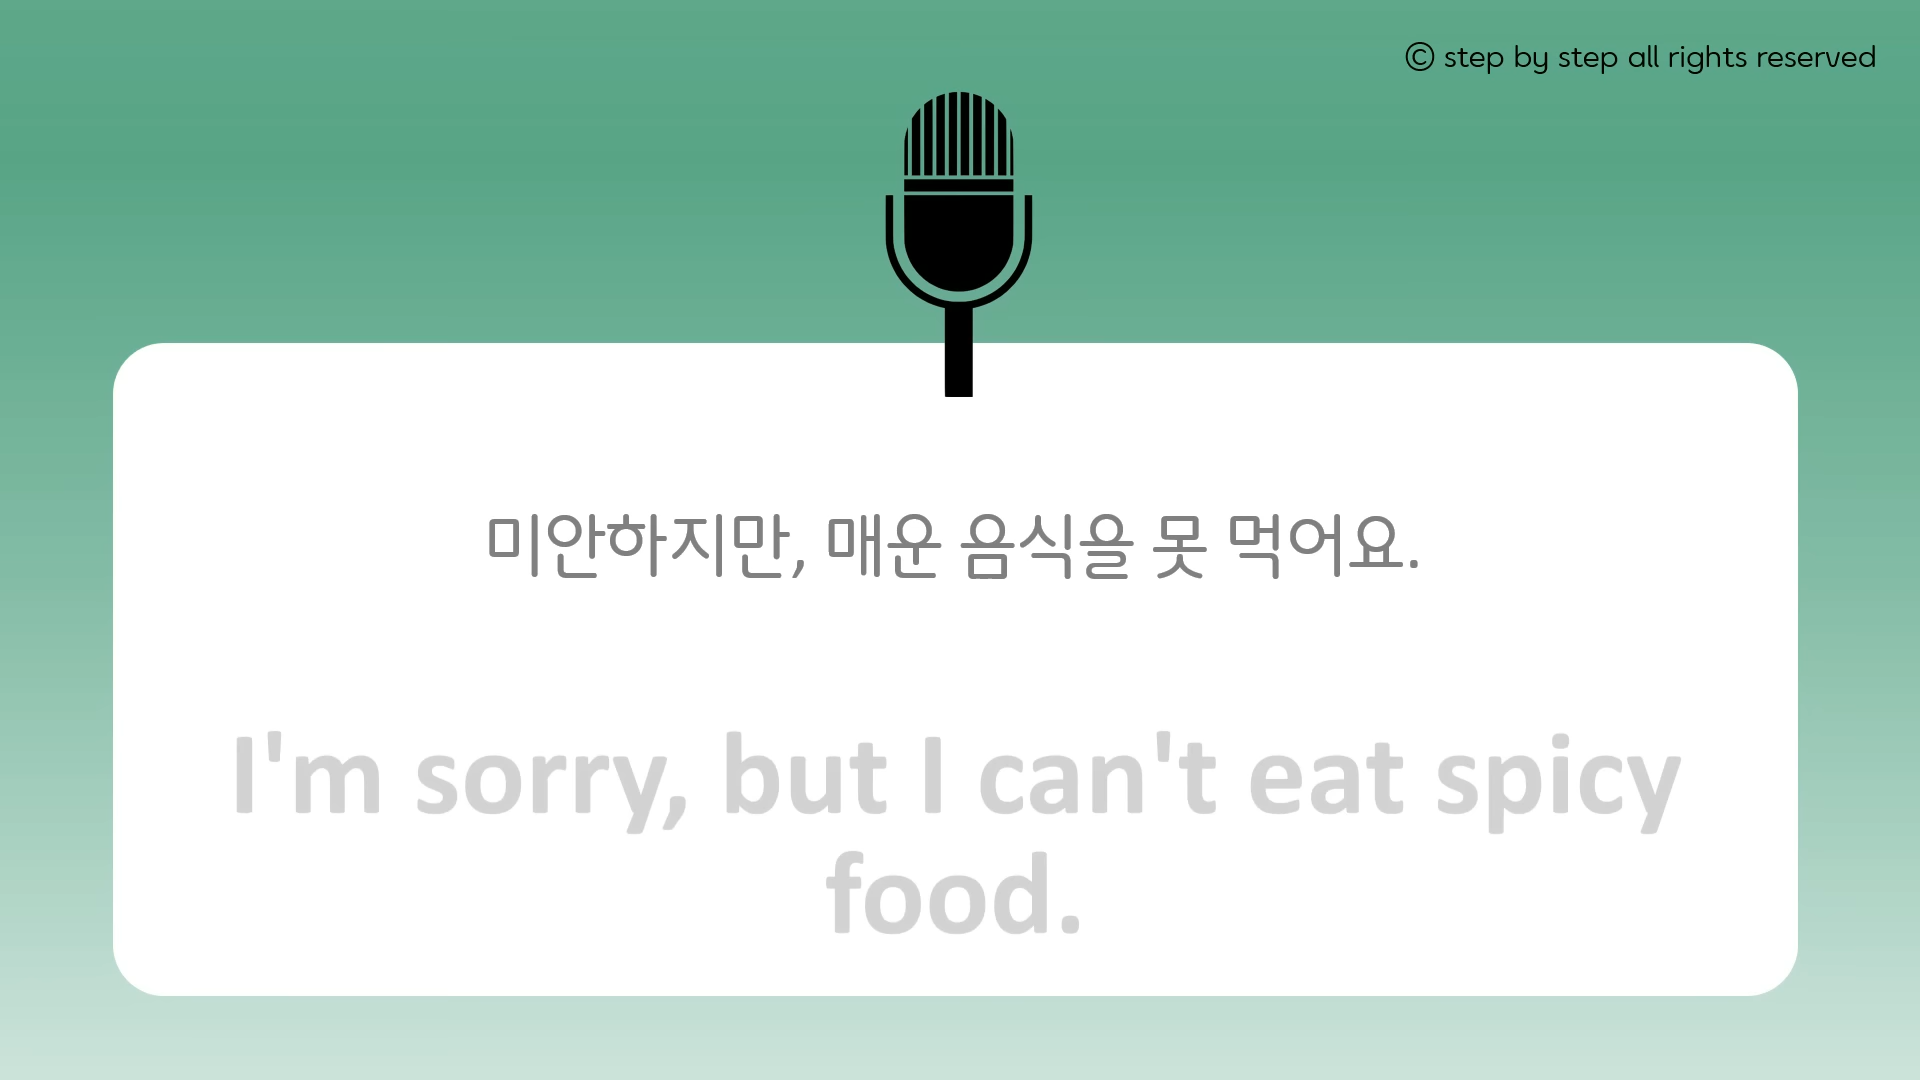 © step by step all rights reserved
미안하지만, 매운 음식을 못 먹어요.
I'm sorry, but I can't eat spicy
food.